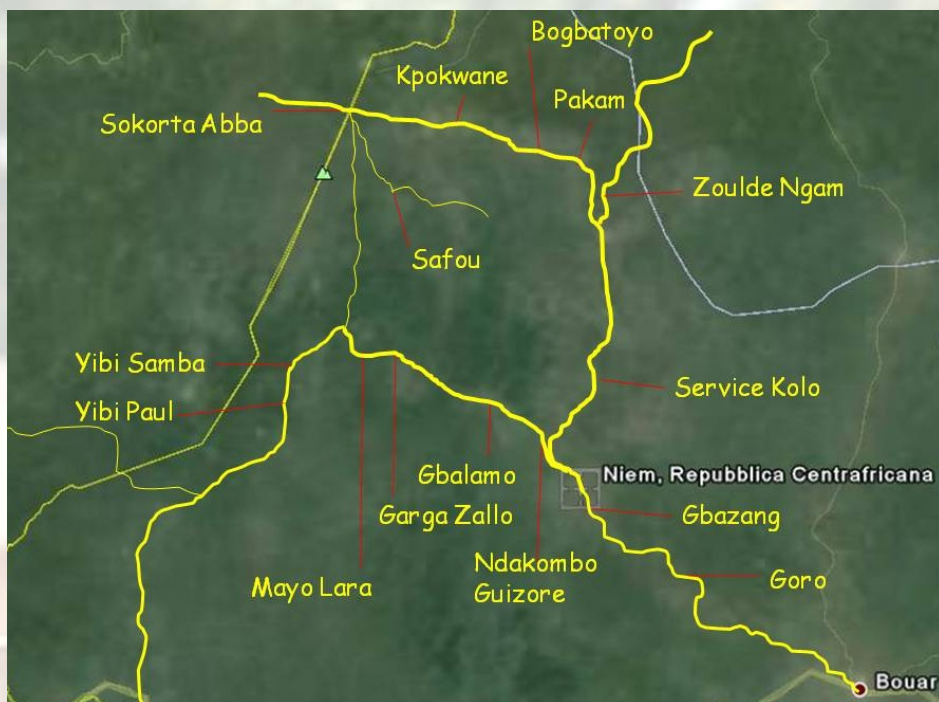 Bogbatoyo
Kpokwane
Pakam
Sokorta Abba
Zoulde Ngam
Safou
Yibi Samba
Service Kolo
Yibi Paul
Gbalamo
Niem, Repubblica Centrafricana
Garga Zallo
Gbazang
Mayo Lara
Ndakombo
Guizore
Goro
Bouar